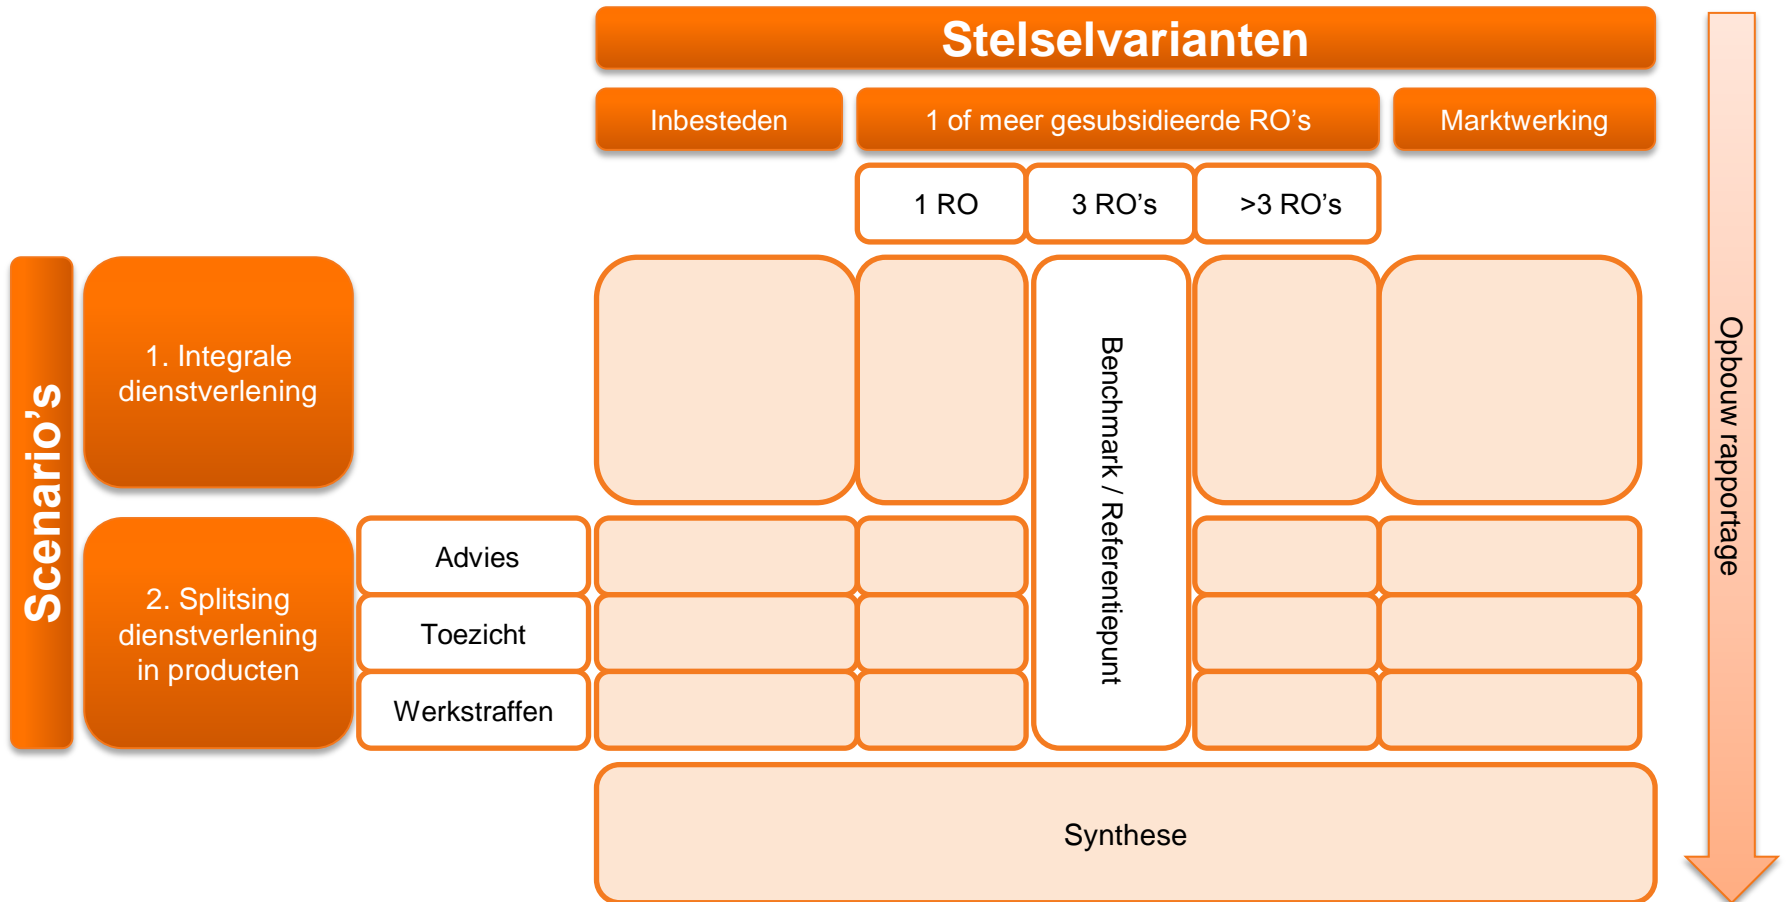 Stelselvarianten
Inbesteden
1 of meer gesubsidieerde RO’s
Marktwerking
1 RO
3 RO’s
>3 RO’s
Scenario’s
1. Integrale
dienstverlening
Benchmark / Referentiepunt
2. Splitsing
dienstverlening
in producten
Advies
Toezicht
Werkstraffen
Synthese
Opbouw rapportage